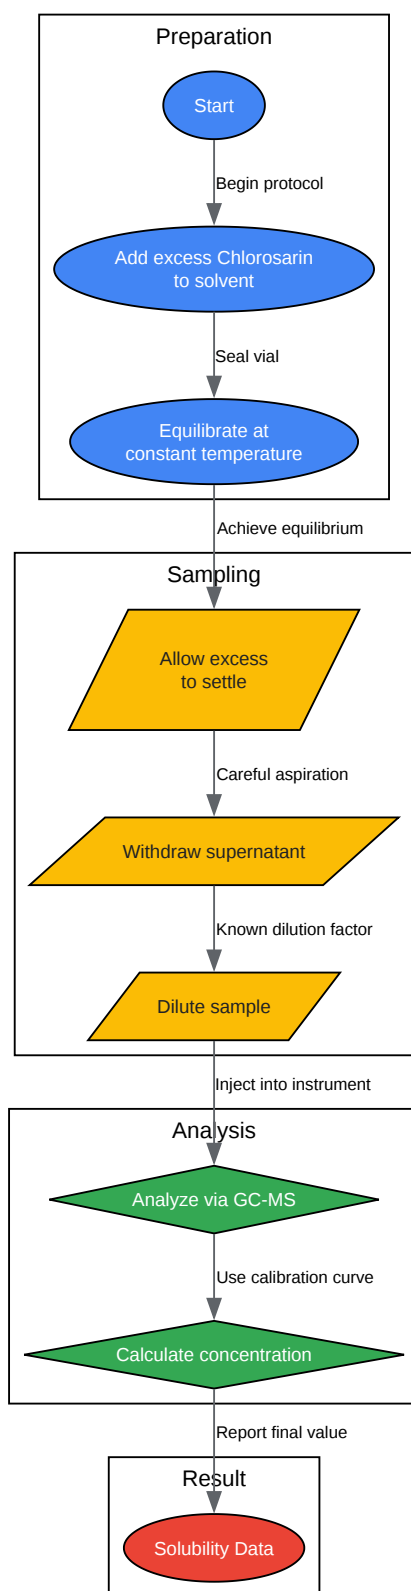 Preparation
Start
Begin protocol
Add excess Chlorosarin
to solvent
Seal vial
Equilibrate at
constant temperature
Achieve equilibrium
Sampling
Allow excess
to settle
Careful aspiration
Withdraw supernatant
Known dilution factor
Dilute sample
Inject into instrument
Analysis
Analyze via GC-MS
Use calibration curve
Calculate concentration
Report final value
Result
Solubility Data